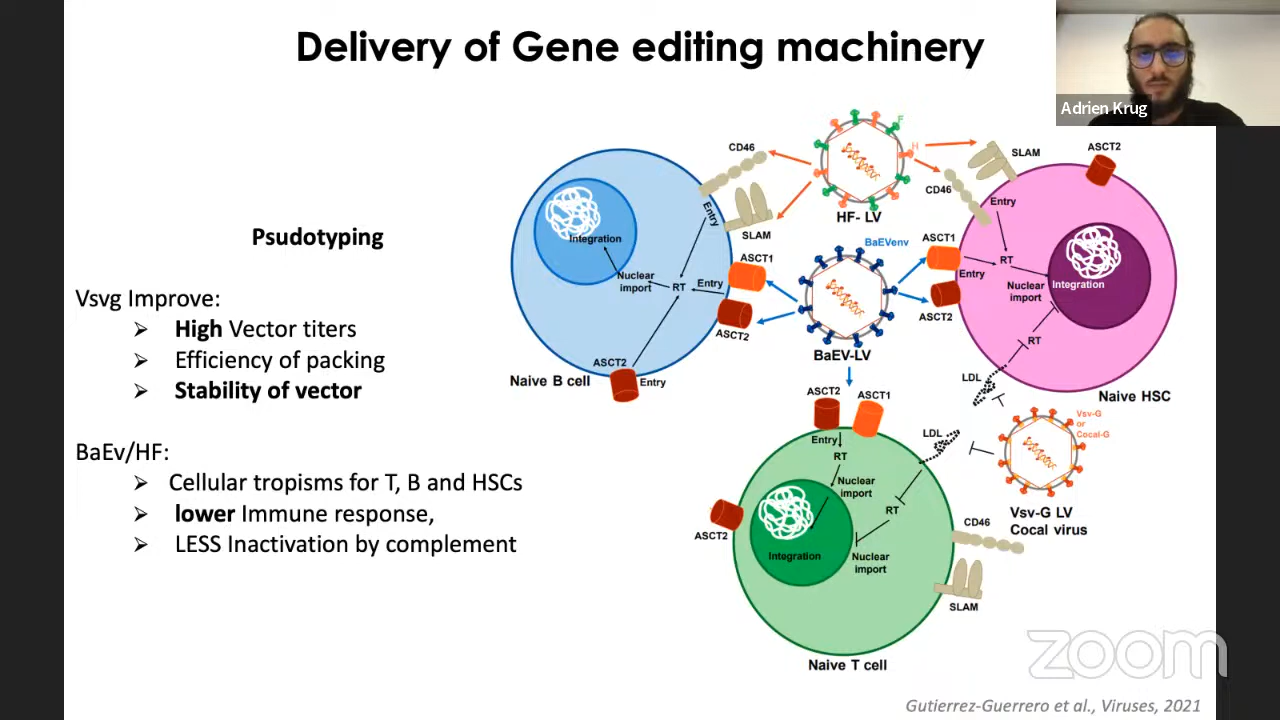 Delivery of Gene editing machinery
Adrien Krug
Psudotyping
Vsvg Improve:
➢ High Vector titers
➢ Efficiency of packing
➢ Stability of vector
BaEv/HF:
➢ Cellular tropisms for T, B and HSCs
➢ lower Immune response,
➢ LESS Inactivation by complement
CD46
SLAM
Entry
Integration
Nuclear
import
RT
Entry
ASCT1
ASCT2
ASCT2
Entry
Naive B cell
F
H
HF- LV
BaEVenv
BaEV-LV
CD46
SLAM
ASCT2
Entry
ASCT1
Entry
RT
Nuclear
import
Integration
ASCT2
RT
LDL
Naive HSC
Vsv-G
or
Cocal-G
Vsv-G LV
Cocal virus
ASCT2
ASCT1
Entry
RT
Nuclear
import
Integration
LDL
RT
Nuclear
import
ASCT2
CD46
SLAM
Naive T cell
zoom
Gutierrez-Guerrero et al., Viruses, 2021